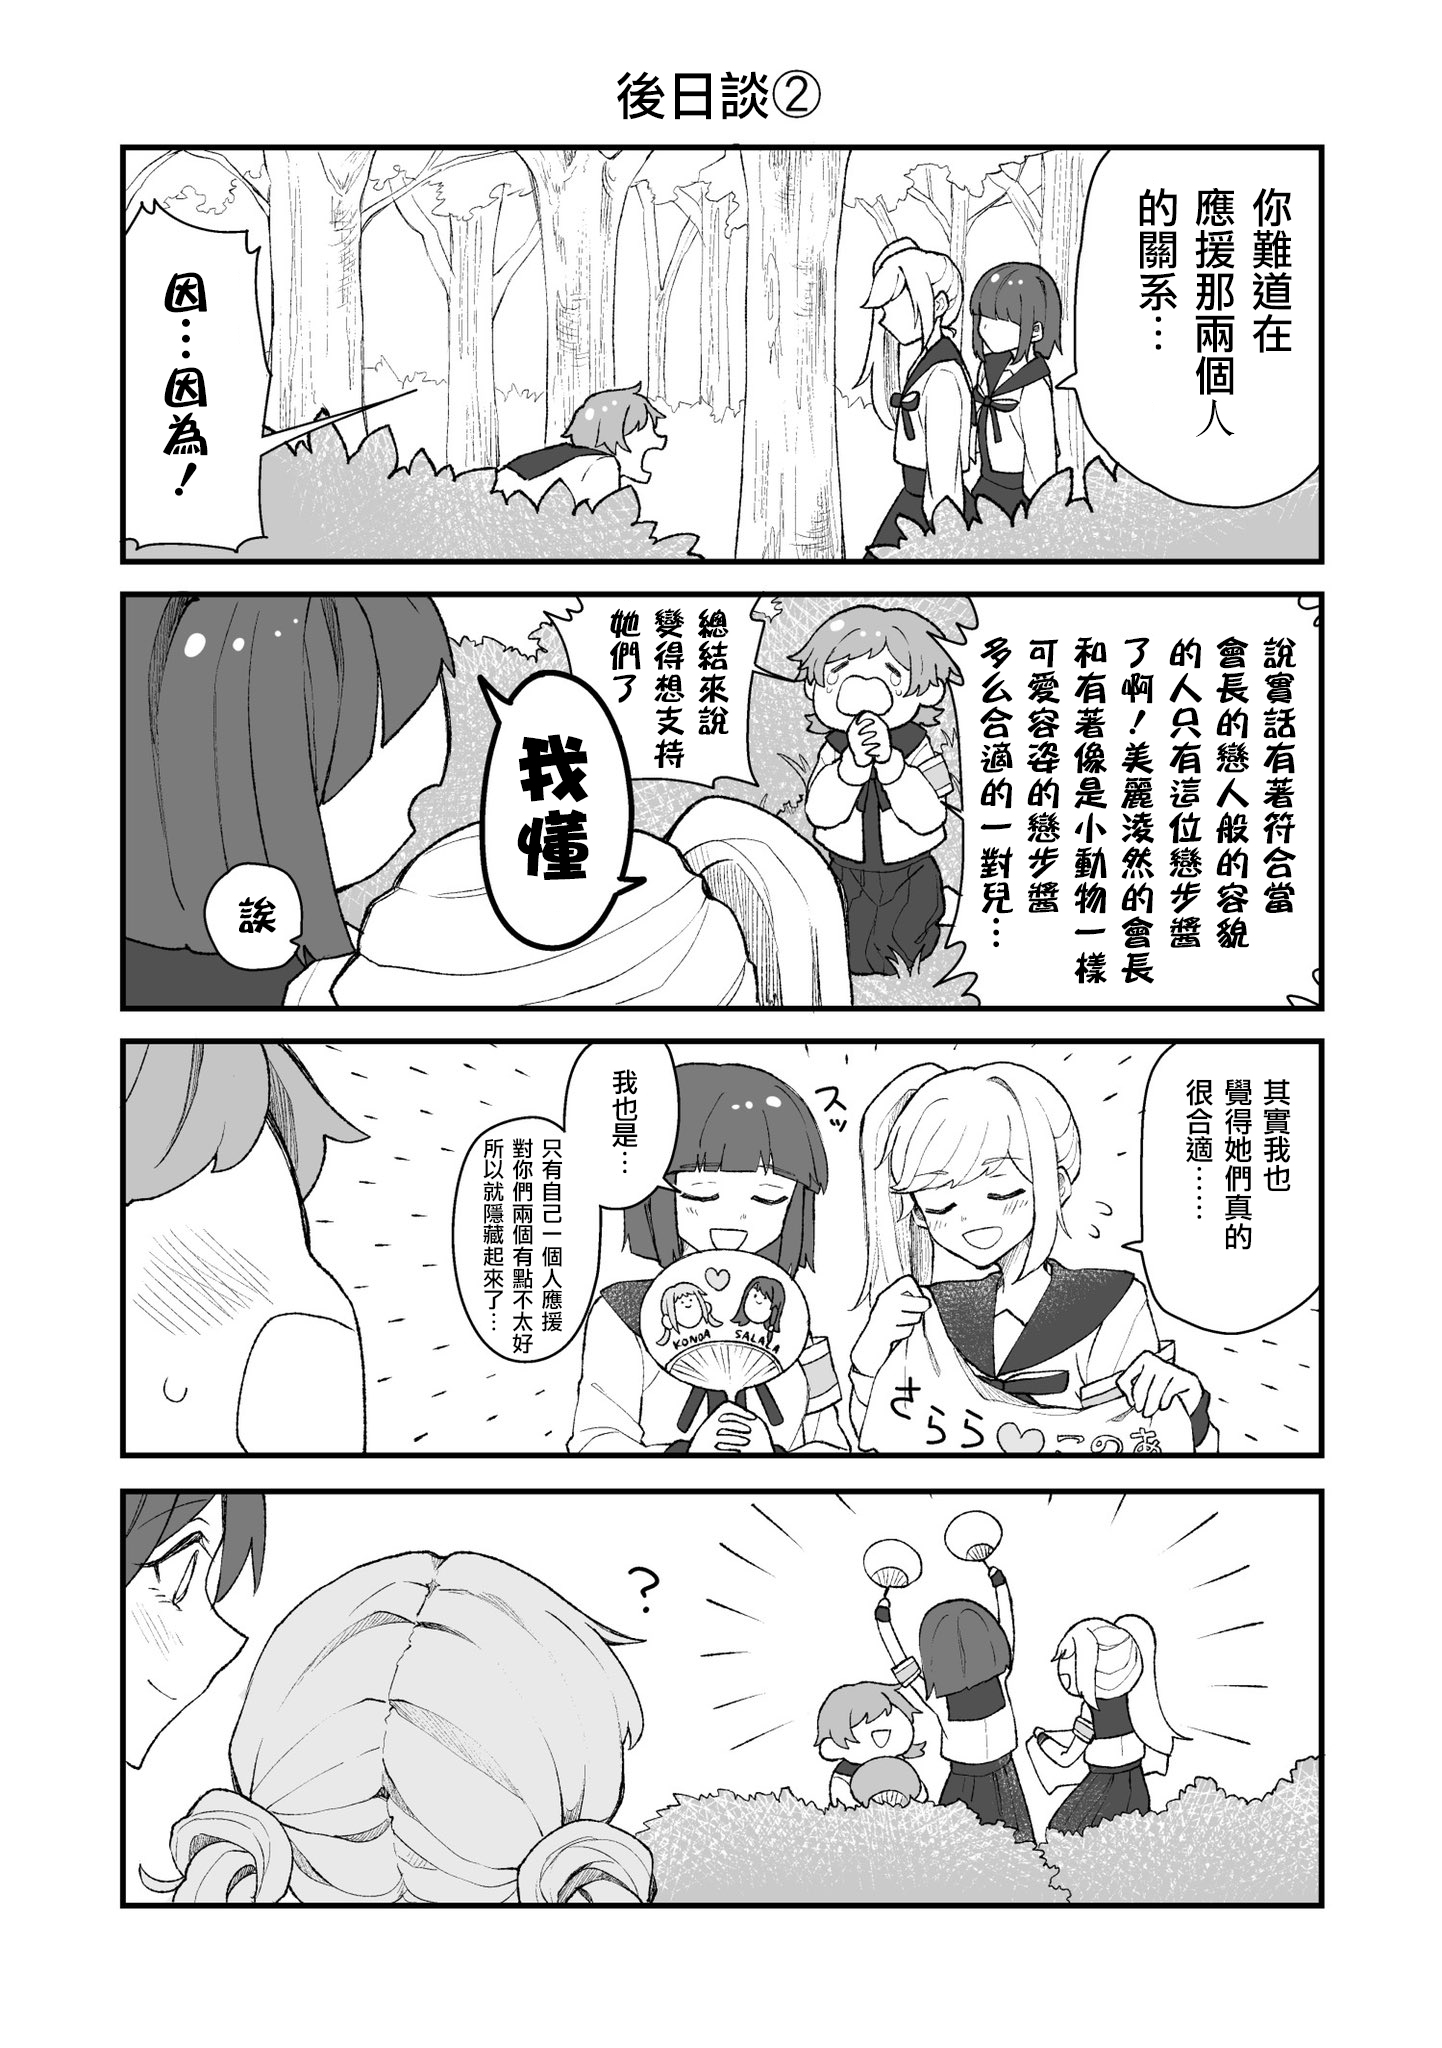 後日談②
你難道在
應援那兩個人
的關系…
因…因為！
說實話有著符合當
會長的戀人般的容貌
的人只有這位戀步醬
了啊！美麗凌然的會長
和有著像是小動物一樣
可愛容姿的戀步醬
多么合適的一對兒…
總結來說
變得想支持
她們了
我懂
誒
其實我也
覺得她們真的
很合適……
スッ
我也是…
只有自己一個人應援
對你們兩個有點不太好
所以就隱藏起來了…
KONOA
SALALA
さらら♡このあ
？